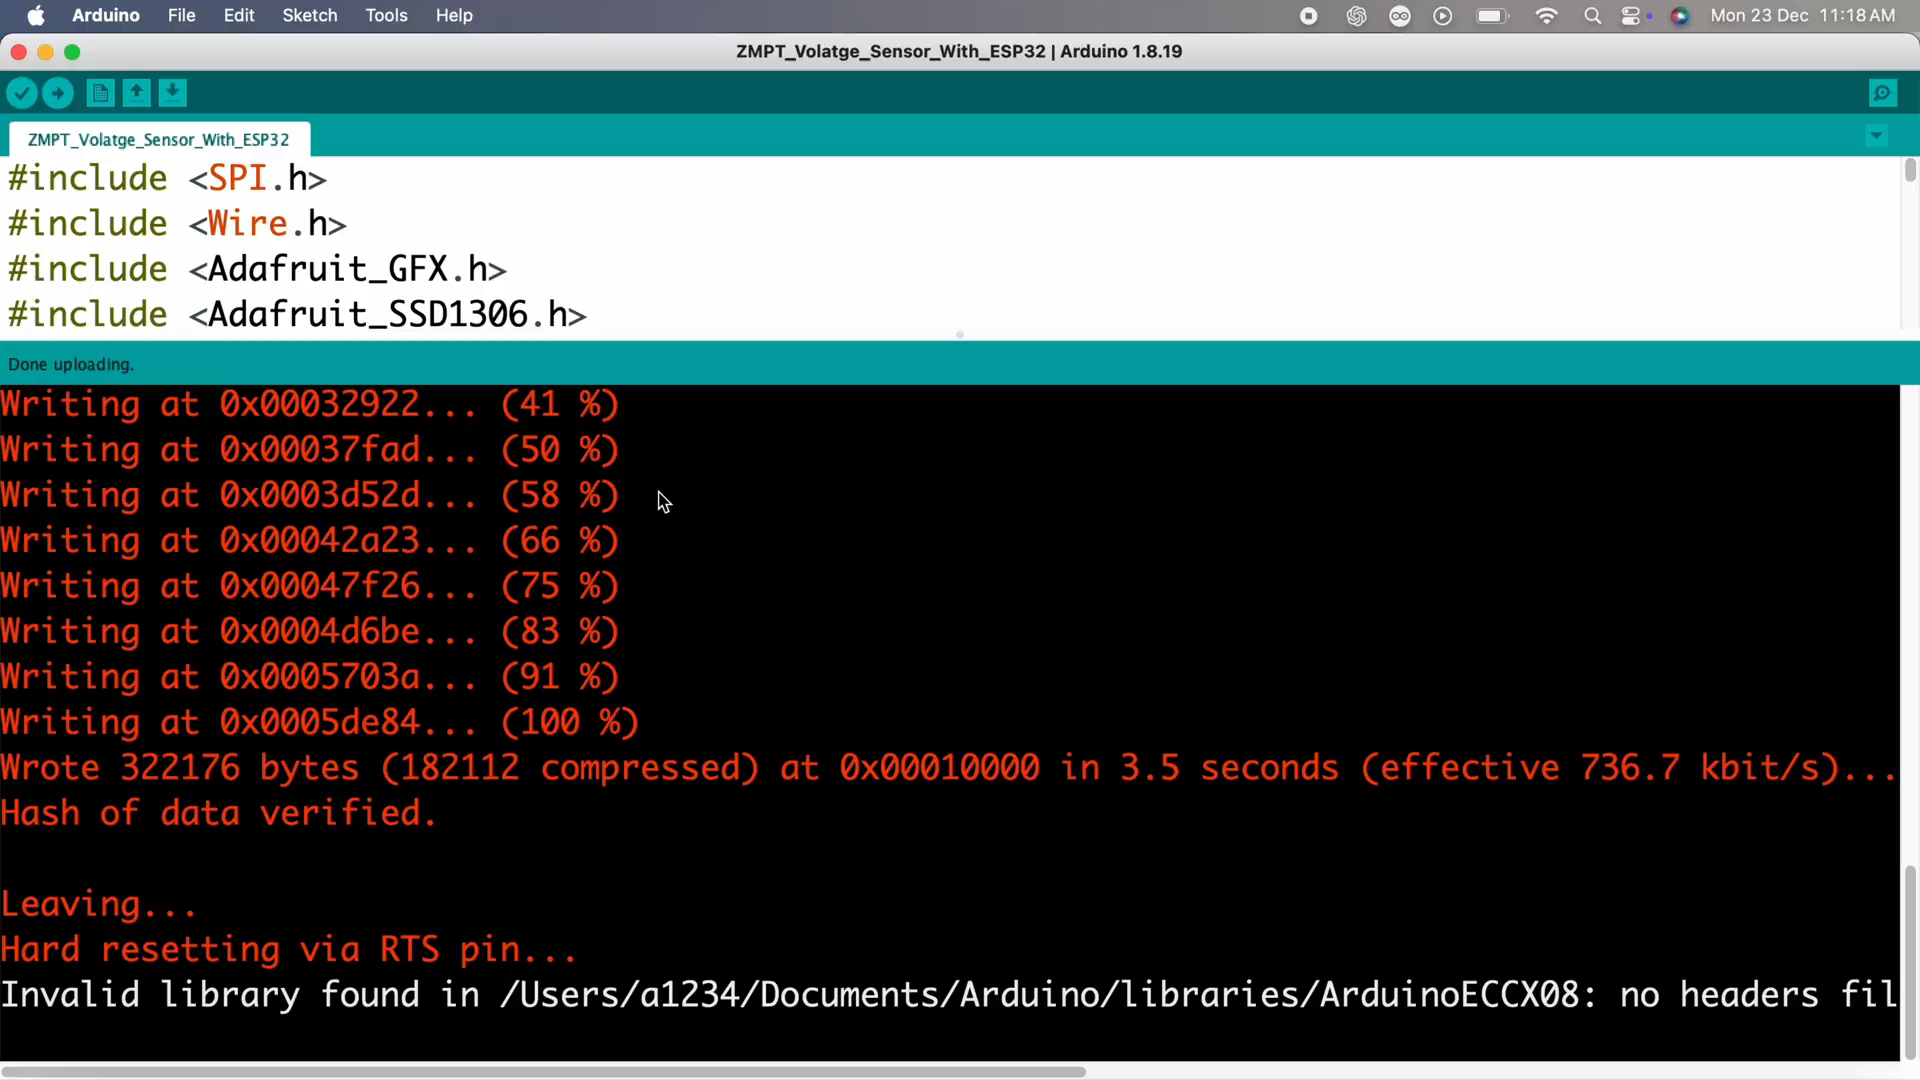 Arduino File Edit Sketch Tools Help Mon 23 Dec 11:18 AM
ZMPT_Volatge_Sensor_With_ESP32 | Arduino 1.8.19
ZMPT_Volatge_Sensor_With_ESP32
#include <SPI.h>
#include <Wire.h>
#include <Adafruit_GFX.h>
#include <Adafruit_SSD1306.h>
Done uploading.
Writing at 0x00032922... (41 %)
Writing at 0x00037fad... (50 %)
Writing at 0x0003d52d... (58 %)
Writing at 0x00042a23... (66 %)
Writing at 0x00047f26... (75 %)
Writing at 0x0004d6be... (83 %)
Writing at 0x0005703a... (91 %)
Writing at 0x0005de84... (100 %)
Wrote 322176 bytes (182112 compressed) at 0x00010000 in 3.5 seconds (effective 736.7 kbit/s)...
Hash of data verified.
Leaving...
Hard resetting via RTS pin...
Invalid library found in /Users/a1234/Documents/Arduino/libraries/ArduinoECCX08: no headers fil